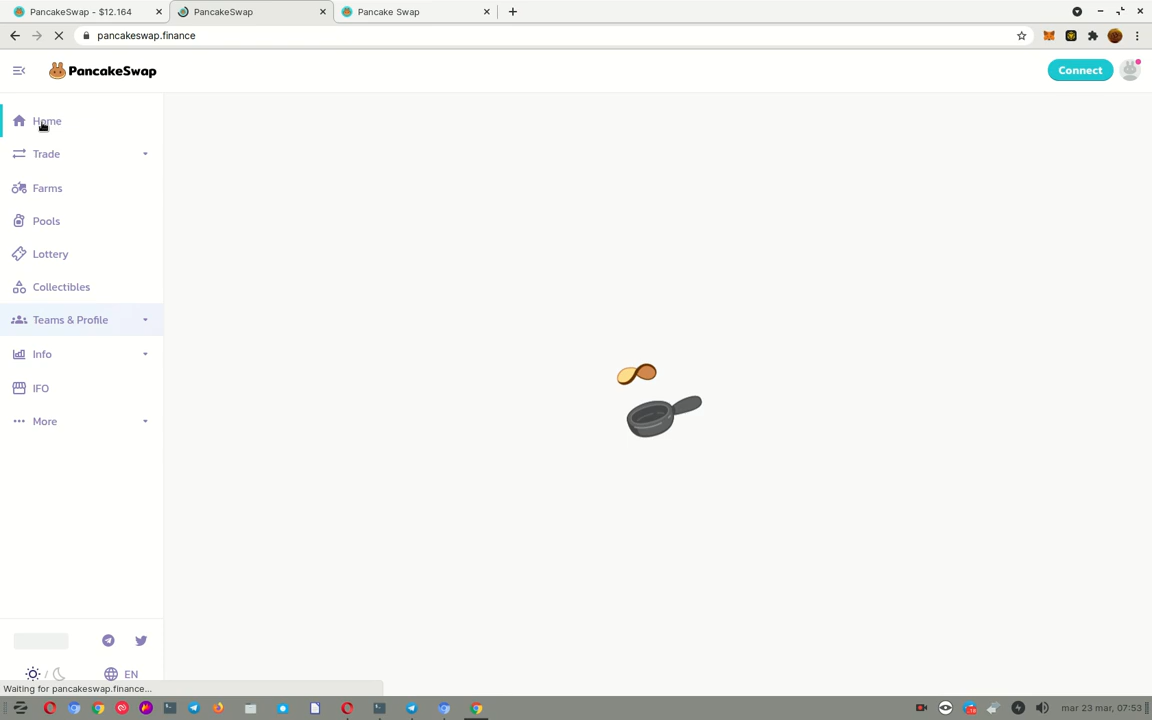 PancakeSwap - $12.164
PancakeSwap
Pancake Swap
pancakeswap.finance
PancakeSwap
Connect
Home
Trade
Farms
Pools
Lottery
Collectibles
Teams & Profile
Info
IFO
More
/
EN
Waiting for pancakeswap.finance...
mar 23 mar, 07:53